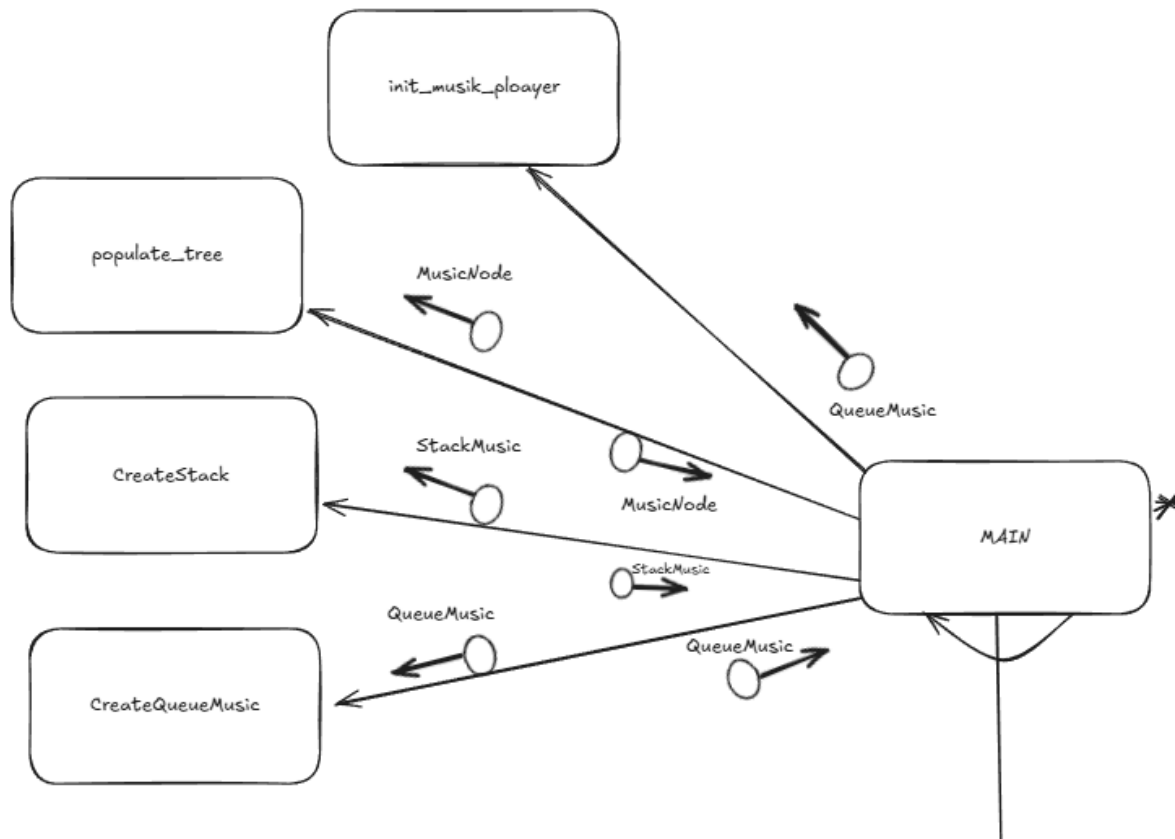 init_musik_ploayer
populate_tree
MusicNode
QueueMusic
StackMusic
CreateStack
MusicNode
MAIN
StackMusic
QueueMusic
QueueMusic
CreateQueueMusic